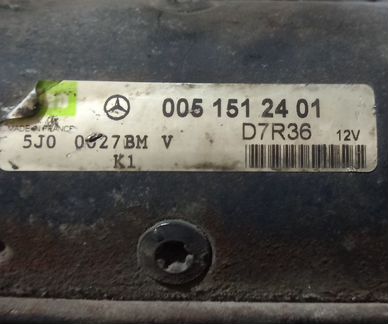 005 151 24 01
MADE IN FRANCE
D7R36 12V
5J0 0027BM V
K1